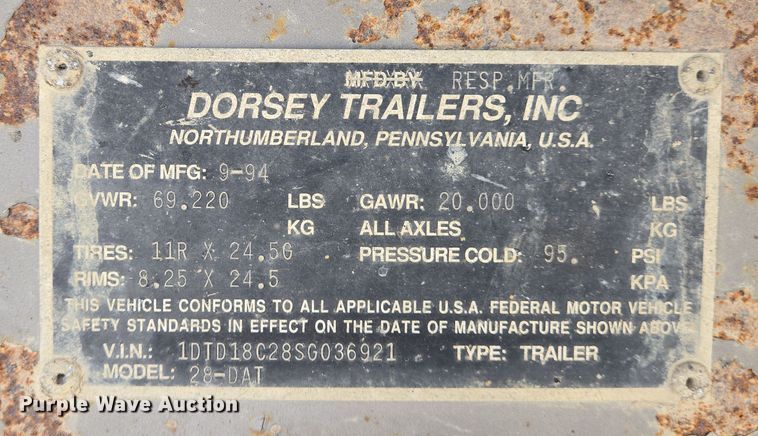 MFD BY RESP.MFR.
DORSEY TRAILERS, INC
NORTHUMBERLAND, PENNSYLVANIA, U.S.A.
DATE OF MFG: 9-94
GVWR: 69.220 LBS GAWR: 20.000 LBS
KG ALL AXLES KG
TIRES: 11R X 24.5G PRESSURE COLD: 95. PSI
RIMS: 8.25 X 24.5 KPA
THIS VEHICLE CONFORMS TO ALL APPLICABLE U.S.A. FEDERAL MOTOR VEHICLE
SAFETY STANDARDS IN EFFECT ON THE DATE OF MANUFACTURE SHOWN ABOVE.
V.I.N.: 1DTD18C28SG036921 TYPE: TRAILER
MODEL: 28-DAT
Purple Wave Auction